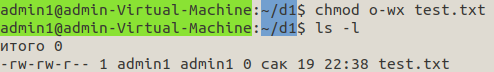 admin1@admin-Virtual-Machine:~/d1$ chmod o-wx test.txt
admin1@admin-Virtual-Machine:~/d1$ ls -l
итого 0
-rw-rw-r-- 1 admin1 admin1 0 сак 19 22:38 test.txt